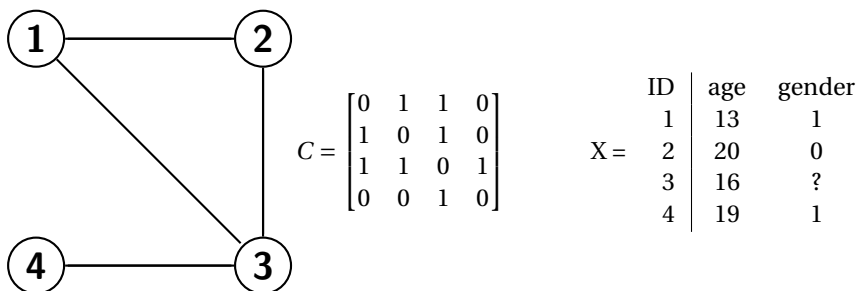 1 2
4 3
C = [0 1 1 0
1 0 1 0
1 1 0 1
0 0 1 0]
X =
ID age gender
1 13 1
2 20 0
3 16 ?
4 19 1